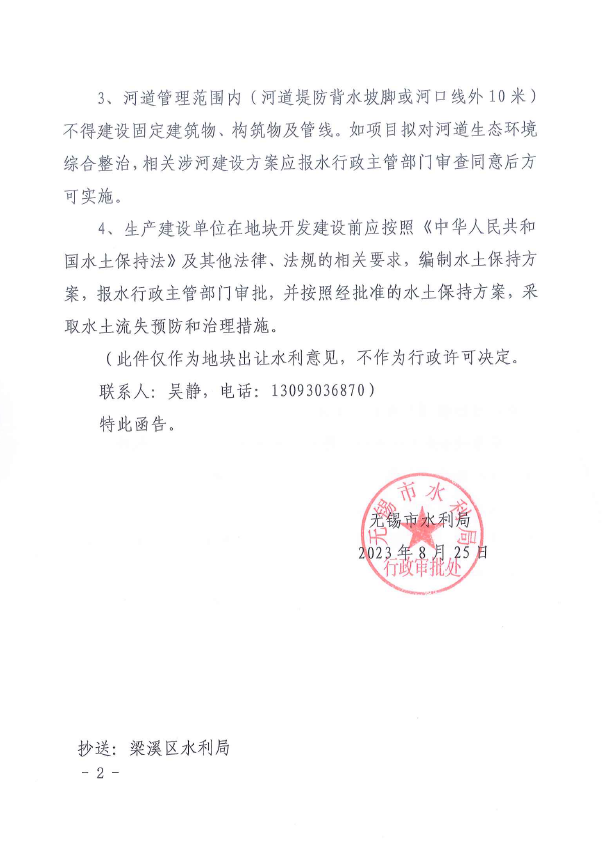 3、河道管理范围内（河道堤防背水坡脚或河口线外10米）
不得建设固定建筑物、构筑物及管线。如项目拟对河道生态环境
综合整治,相关涉河建设方案应报水行政主管部门审查同意后方
可实施。
4、生产建设单位在地块开发建设前应按照《中华人民共和
国水土保持法》及其他法律、法规的相关要求，编制水土保持方
案，报水行政主管部门审批，并按照经批准的水土保持方案，采
取水土流失预防和治理措施。
（此件仅作为地块出让水利意见，不作为行政许可决定。
联系人：吴静，电话：13093036870）
特此函告。
无锡市水利局
无锡市水利局
2023年8月25日
行政审批处
抄送：梁溪区水利局
- 2 -